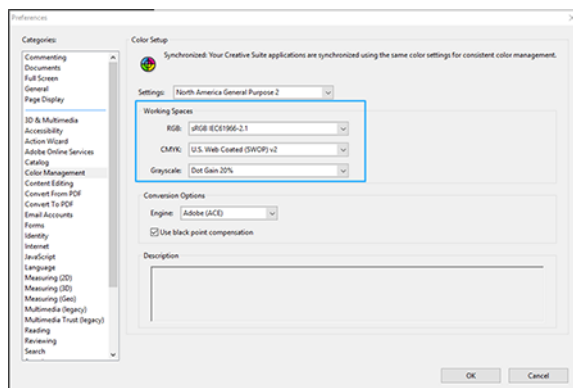 Preferences
Categories:
Commenting
Documents
Full Screen
General
Page Display
3D & Multimedia
Accessibility
Action Wizard
Adobe Online Services
Catalog
Color Management
Content Editing
Convert From PDF
Convert To PDF
Email Accounts
Forms
Identity
Internet
JavaScript
Language
Measuring (2D)
Measuring (3D)
Measuring (Geo)
Multimedia (legacy)
Multimedia Trust (legacy)
Reading
Reviewing
Search
Color Setup
Synchronized: Your Creative Suite applications are synchronized using the same color settings for consistent color management.
Settings: North America General Purpose 2
Working Spaces
RGB: sRGB IEC61966-2.1
CMYK: U.S. Web Coated (SWOP) v2
Grayscale: Dot Gain 20%
Conversion Options
Engine: Adobe (ACE)
Use black point compensation
Description
OK Cancel